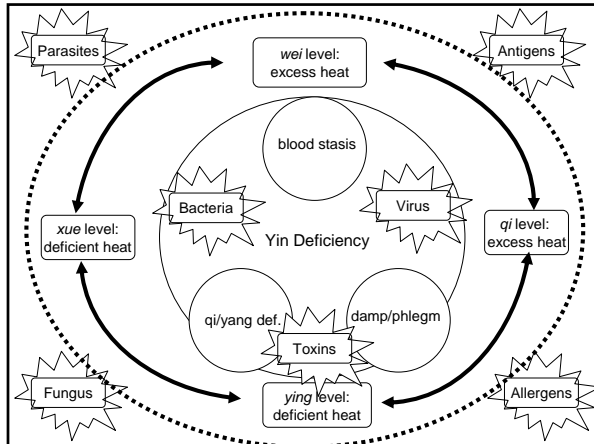 Parasites
wei level:
excess heat
Antigens
blood stasis
Bacteria
Virus
xue level:
deficient heat
Yin Deficiency
qi level:
excess heat
qi/yang def.
damp/phlegm
Toxins
Fungus
ying level:
deficient heat
Allergens